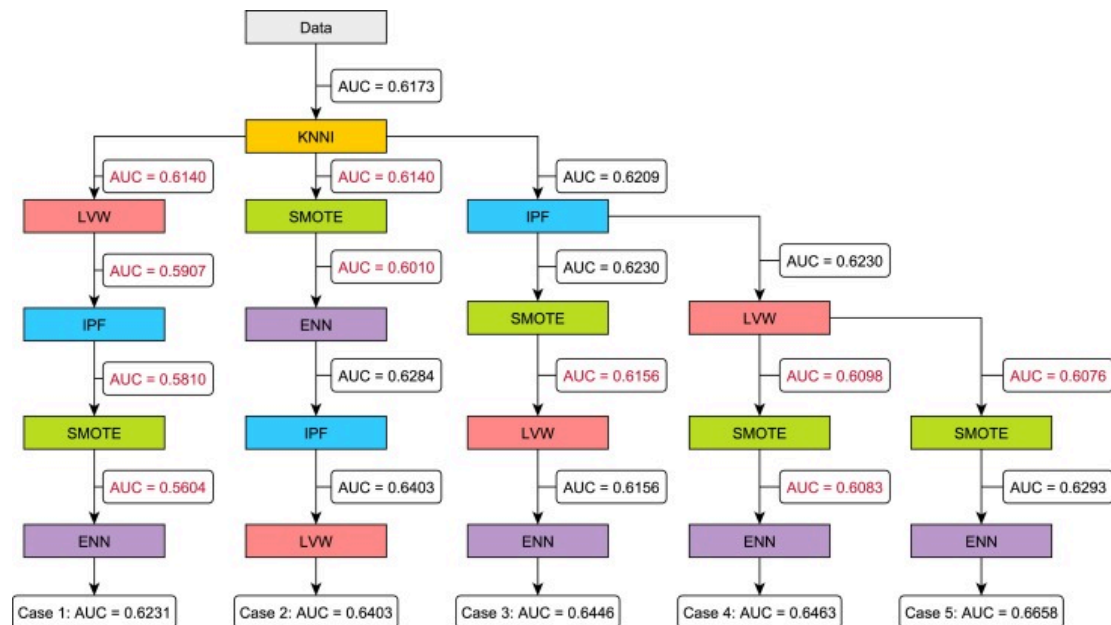 Data
AUC = 0.6173
KNNI
AUC = 0.6140
AUC = 0.6140
AUC = 0.6209
LVW
SMOTE
IPF
AUC = 0.5907
AUC = 0.6010
AUC = 0.6230
AUC = 0.6230
IPF
ENN
SMOTE
LVW
AUC = 0.5810
AUC = 0.6284
AUC = 0.6156
AUC = 0.6098
AUC = 0.6076
SMOTE
IPF
LVW
SMOTE
SMOTE
AUC = 0.5604
AUC = 0.6403
AUC = 0.6156
AUC = 0.6083
AUC = 0.6293
ENN
LVW
ENN
ENN
ENN
Case 1: AUC = 0.6231
Case 2: AUC = 0.6403
Case 3: AUC = 0.6446
Case 4: AUC = 0.6463
Case 5: AUC = 0.6658